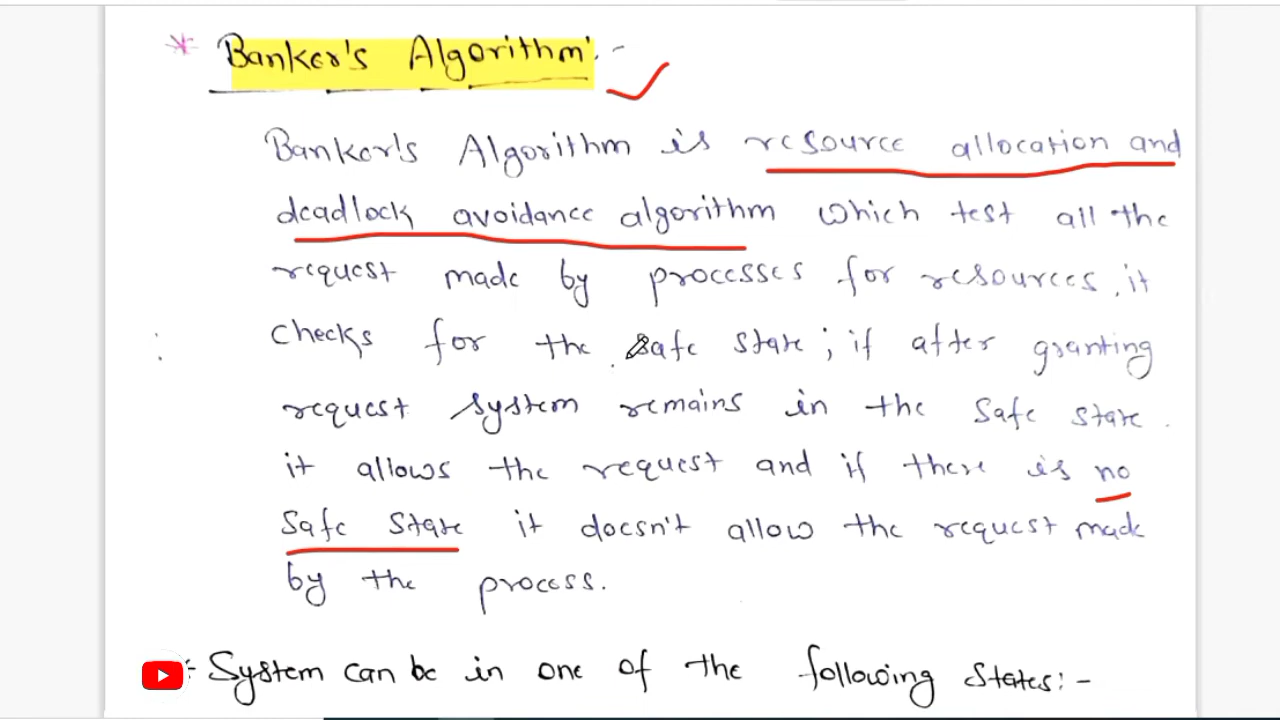 * Banker's Algorithm :-
Banker's Algorithm is resource allocation and
deadlock avoidance algorithm which test all the
request made by processes for resources, it
checks for the safe state ; if after granting
request system remains in the safe state.
it allows the request and if there is no
safe state it doesn't allow the request made
by the process.
System can be in one of the following states :-